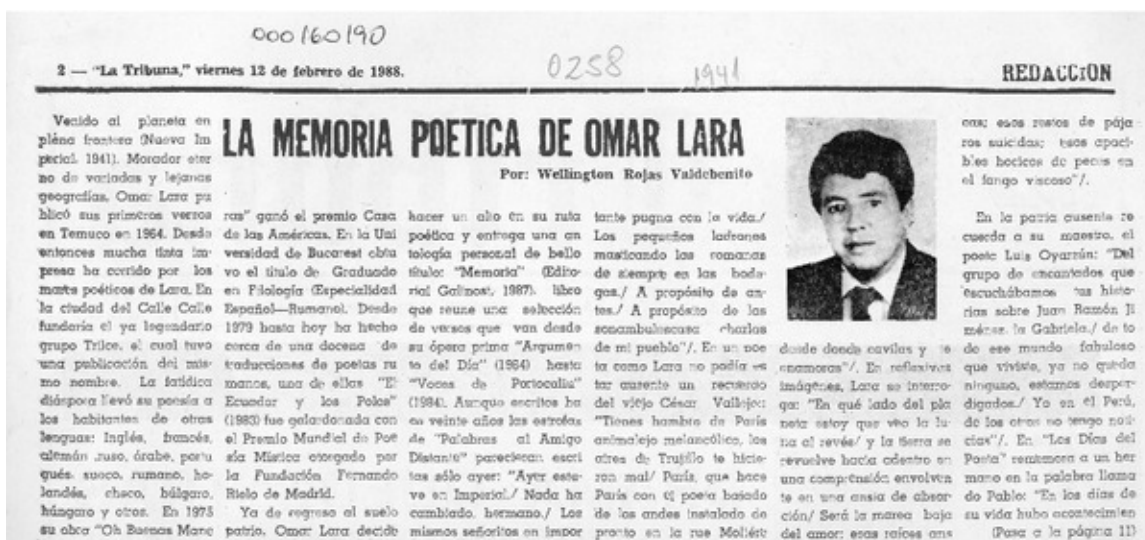 000160190
0258
1941
2 — "La Tribuna," viernes 12 de febrero de 1988.
REDACCION
LA MEMORIA POETICA DE OMAR LARA
Por: Wellington Rojas Valdebenito
Venido al planeta en
pléna frontera (Nueva Im
perial, 1941). Morador eter
no de variadas y lejanas
geografías, Omar Lara pu
blicó sus primeros versos
en Temuco en 1964. Desde
entonces mucha tinta im-
presa ha corrido por los
mares poéticos de Lara. En
la ciudad del Calle Calle
fundaría el ya legendario
grupo Trilce, el cual tuvo
una publicación del mis-
mo nombre. La fatídica
diáspora llevó su poesía a
los habitantes de otras
lenguas: Inglés, francés,
alemán, ruso, árabe, portu
gués, sueco, rumano, ho-
landés, checo, búlgaro,
húngaro y otros. En 1975
su obra "Oh Buenas Mane
ras" ganó el premio Casa
de las Américas. En la Uni
versidad de Bucarest obtu
vo el título de Graduado
en Filología (Especialidad
Español—Rumano). Desde
1979 hasta hoy ha hecho
cerca de una docena de
traducciones de poetas ru
manos, una de ellas "El
Ecuador y los Polos"
(1983) fue galardonada con
el Premio Mundial de Poe
sía Mística otorgado por
la Fundación Fernando
Rielo de Madrid.
Ya de regreso al suelo
patrio, Omar Lara decide
hacer un alto en su ruta
poética y entrega una an
tología personal de bello
título: "Memoria" (Edito-
rial Galinost, 1987). libro
que reune una selección
de versos que van desde
su ópera prima "Argumen
to del Día" (1964) hasta
"Voces de Portocaliu"
(1984). Aunque escritos ha
ce veinte años las estrofas
de "Palabras al Amigo
Distante" parecieran escri
tas sólo ayer: "Ayer estu-
ve en Imperial./ Nada ha
cambiado, hermano./ Los
mismos señoritos en impor
tante pugna con la vida./
Los pequeños ladrones
masticando las romanas
de siempre en las bode-
gas./ A propósito de an-
tes./ A propósito de las
sonambulescas charlas
de mi pueblo"/. En un poe
ta como Lara no podía es
tar ausente un recuerdo
del viejo César Vallejo:
"Tienes hambre de París
animalejo melancólico, los
aires de Trujillo te hicie-
ron mal/ París, que hace
París con el poeta basado
de los andes instalado de
pronto en la rue Molliére
desde donde cavilas y te
enamoras"/. En reflexivas
imágenes, Lara se interro-
ga: "En qué lado del pla
neta estoy que veo la lu-
na al revés/ y la tierra se
revuelve hacia adentro en
una comprensión envolven
te en una ansia de absor-
ción/ Será la marea baja
del amor: esas raíces ans
osas; esos restos de pája
ros suicidas; esos apaci-
bles hocicos de peces en
el fango viscoso"/.
En la patria ausente re
cuerda a su maestro, el
poeta Luis Oyarzún: "Del
grupo de encantados que
escuchábamos tus histo-
rias sobre Juan Ramón Ji
ménez, la Gabriela./ de to
do ese mundo fabuloso
que viviste, ya no queda
ninguno, estamos desper-
digados./ Yo en el Perú,
de los otros no tengo noti
cias"/. En "Los Días del
Poeta" rememora a un her
mano en la palabra llama
do Pablo: "En los días de
su vida hubo acontecimien
(Pasa a la página 11)